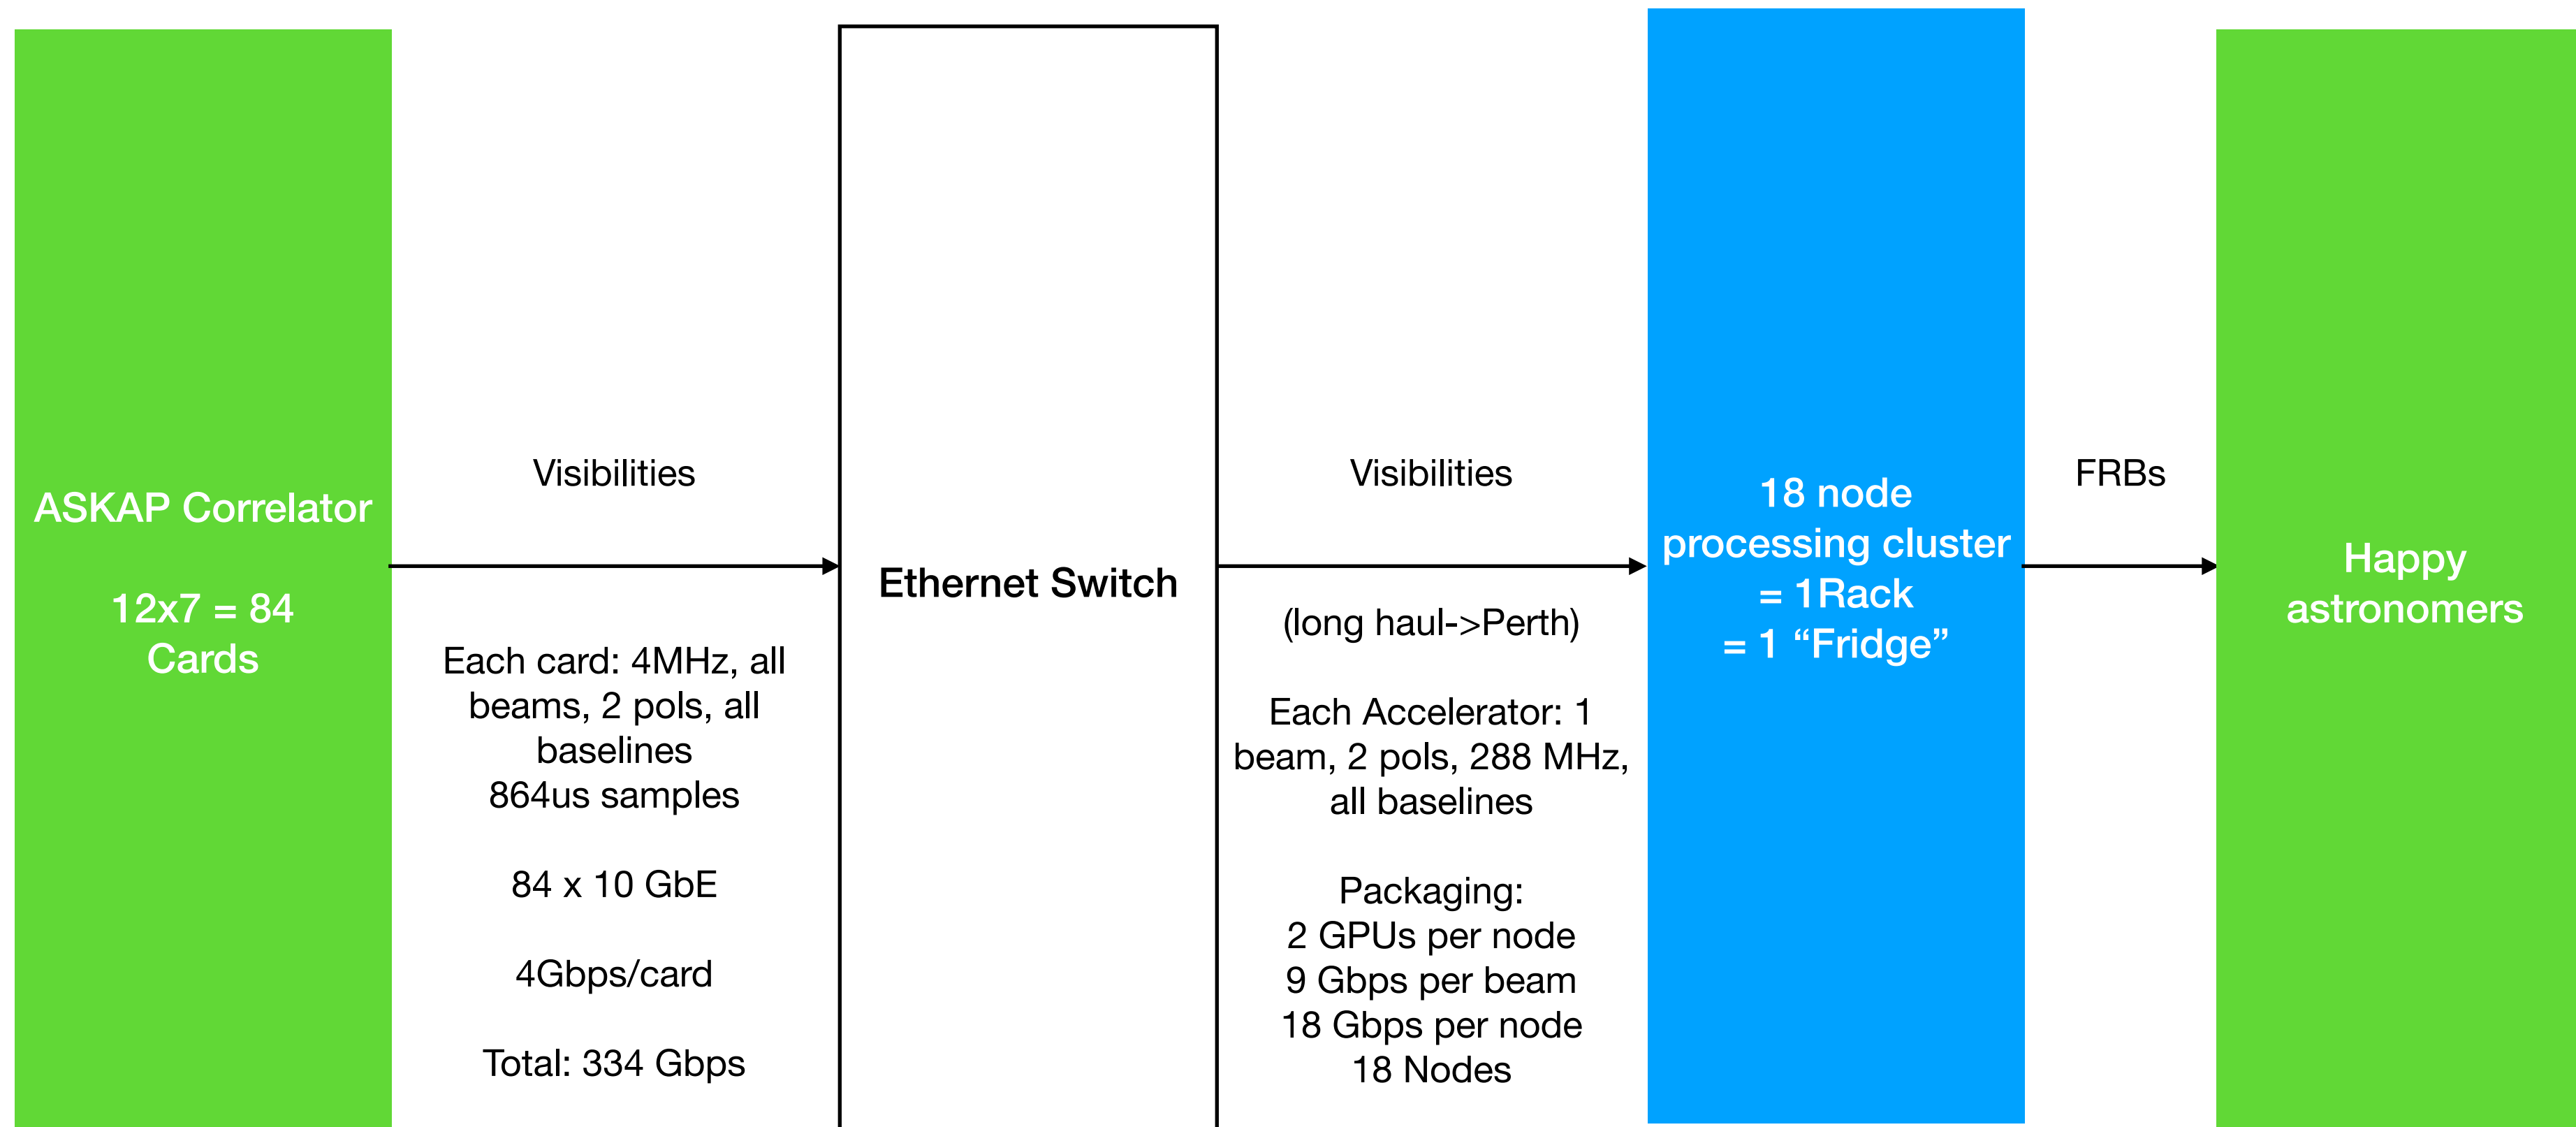 ASKAP Correlator
12x7 = 84
Cards
Visibilities
Each card: 4MHz, all
beams, 2 pols, all
baselines
864us samples
84 x 10 GbE
4Gbps/card
Total: 334 Gbps
Ethernet Switch
Visibilities
(long haul->Perth)
Each Accelerator: 1
beam, 2 pols, 288 MHz,
all baselines
Packaging:
2 GPUs per node
9 Gbps per beam
18 Gbps per node
18 Nodes
18 node
processing cluster
= 1Rack
= 1 “Fridge”
FRBs
Happy
astronomers